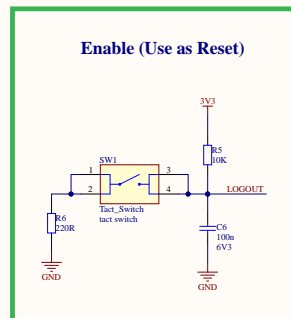 Enable (Use as Reset)
3V3
R5
10K
SW1
1
3
2
4
LOGOUT
Tact_Switch
tact switch
R6
220R
C6
100n
6V3
GND
GND